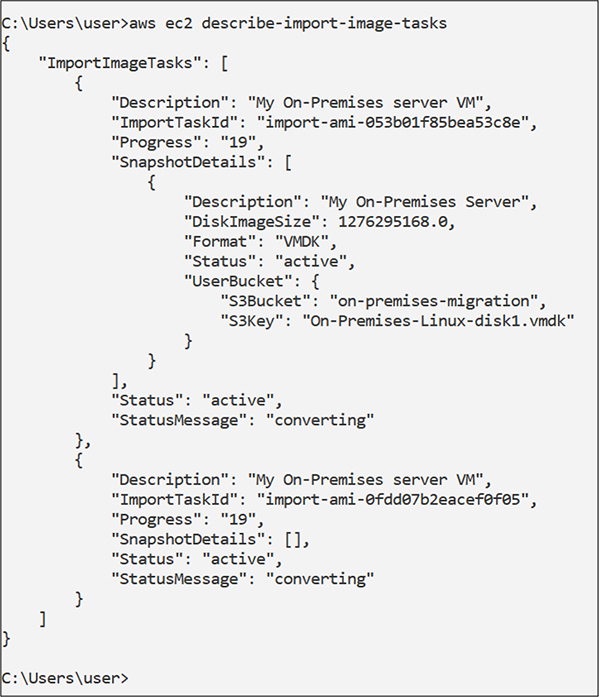 C:\Users\user>aws ec2 describe-import-image-tasks
{
    "ImportImageTasks": [
        {
            "Description": "My On-Premises server VM",
            "ImportTaskId": "import-ami-053b01f85bea53c8e",
            "Progress": "19",
            "SnapshotDetails": [
                {
                    "Description": "My On-Premises Server",
                    "DiskImageSize": 1276295168.0,
                    "Format": "VMDK",
                    "Status": "active",
                    "UserBucket": {
                        "S3Bucket": "on-premises-migration",
                        "S3Key": "On-Premises-Linux-disk1.vmdk"
                    }
                }
            ],
            "Status": "active",
            "StatusMessage": "converting"
        },
        {
            "Description": "My On-Premises server VM",
            "ImportTaskId": "import-ami-0fdd07b2eacef0f05",
            "Progress": "19",
            "SnapshotDetails": [],
            "Status": "active",
            "StatusMessage": "converting"
        }
    ]
}
C:\Users\user>